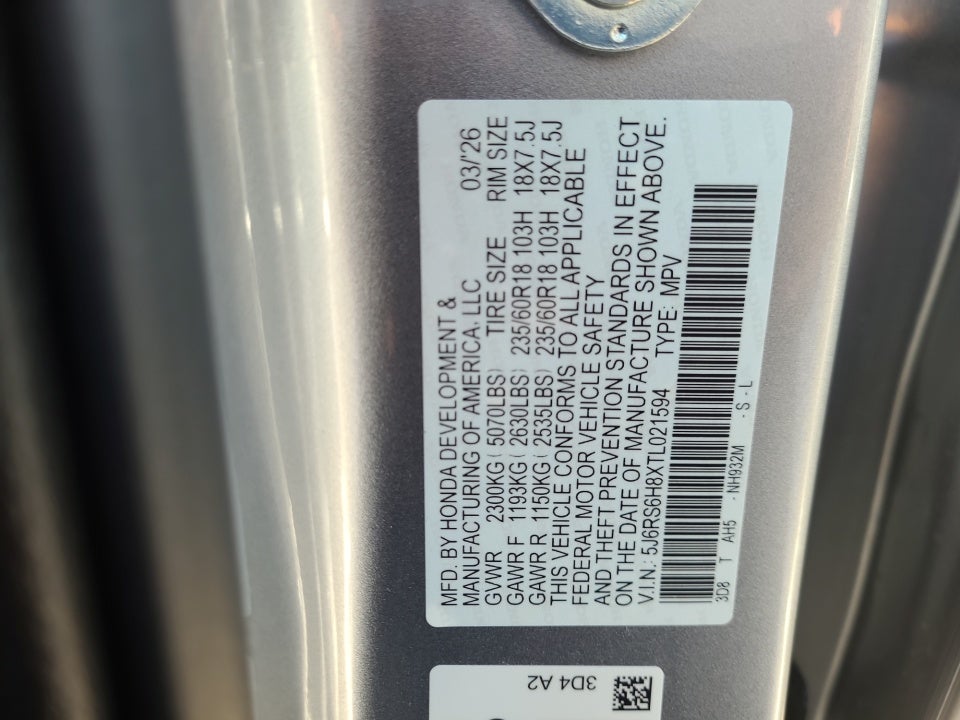 MFD. BY HONDA DEVELOPMENT &
MANUFACTURING OF AMERICA. LLC 03/'26
GVWR 2300KG ( 5070LBS) TIRE SIZE RIM SIZE
GAWR F 1193KG ( 2630LBS) 235/60R18 103H 18X7.5J
GAWR R 1150KG ( 2535LBS) 235/60R18 103H 18X7.5J
THIS VEHICLE CONFORMS TO ALL APPLICABLE
FEDERAL MOTOR VEHICLE SAFETY
AND THEFT PREVENTION STANDARDS IN EFFECT
ON THE DATE OF MANUFACTURE SHOWN ABOVE.
V.I.N.: 5J6RS6H8XTL021594 TYPE: MPV
3D8 T AH5 - NH932M - S - L
3D4 A2